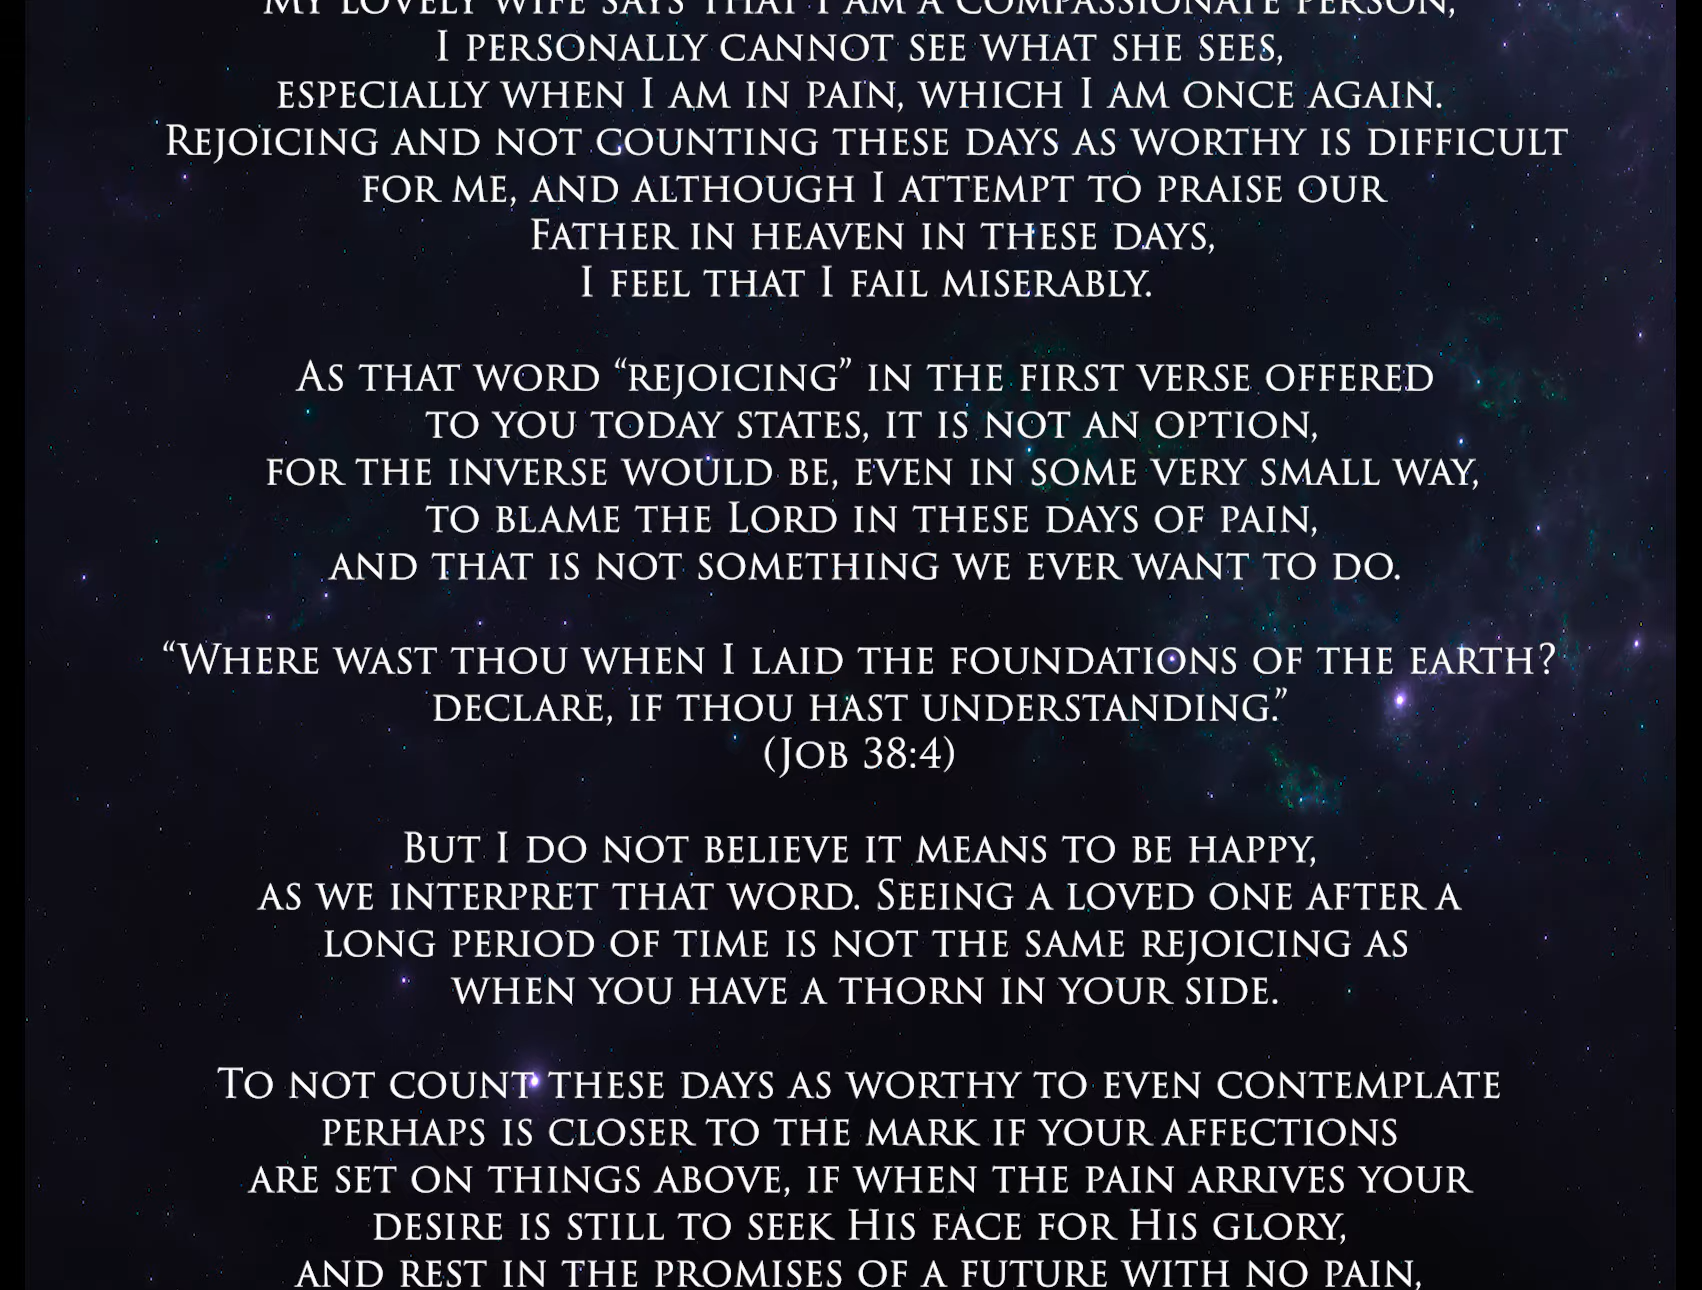 My lovely wife says that I am a compassionate person,
I personally cannot see what she sees,
especially when I am in pain, which I am once again.
Rejoicing and not counting these days as worthy is difficult
for me, and although I attempt to praise our
Father in heaven in these days,
I feel that I fail miserably.
As that word “rejoicing” in the first verse offered
to you today states, it is not an option,
for the inverse would be, even in some very small way,
to blame the Lord in these days of pain,
and that is not something we ever want to do.
“Where wast thou when I laid the foundations of the earth?
declare, if thou hast understanding.”
(Job 38:4)
But I do not believe it means to be happy,
as we interpret that word. Seeing a loved one after a
long period of time is not the same rejoicing as
when you have a thorn in your side.
To not count these days as worthy to even contemplate
perhaps is closer to the mark if your affections
are set on things above, if when the pain arrives your
desire is still to seek His face for His glory,
and rest in the promises of a future with no pain,